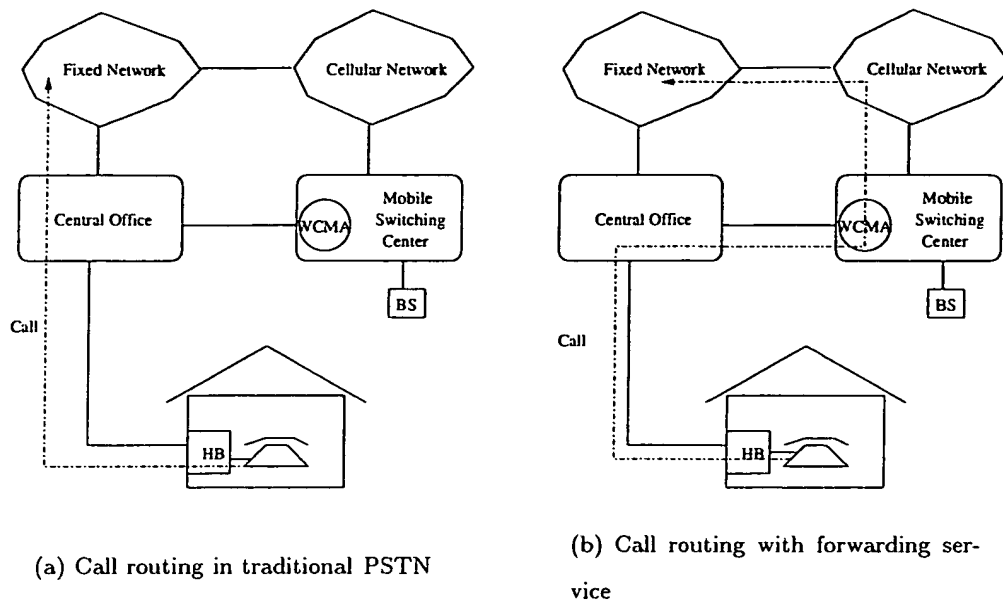 Fixed Network
Cellular Network
Central Office
WCMA
Mobile
Switching
Center
BS
Call
HB
(a) Call routing in traditional PSTN
Fixed Network
Cellular Network
Central Office
WCMA
Mobile
Switching
Center
BS
Call
HB
(b) Call routing with forwarding ser-
vice